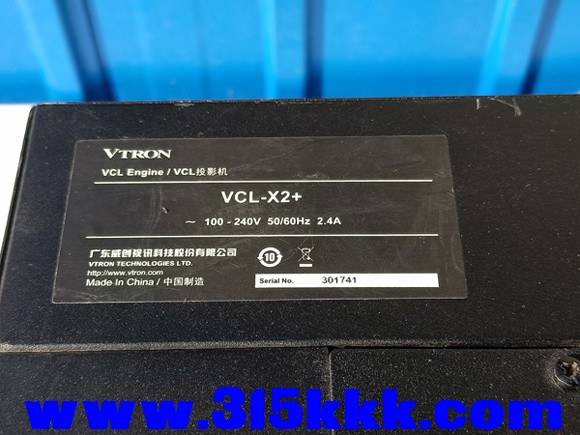 VTRON
VCL Engine / VCL投影机
VCL-X2+
～ 100 - 240V 50/60Hz 2.4A
广东威创视讯科技股份有限公司
VTRON TECHNOLOGIES LTD.
http://www.vtron.com
Made In China / 中国制造
10
Serial No. 301741
www.315kkk.com